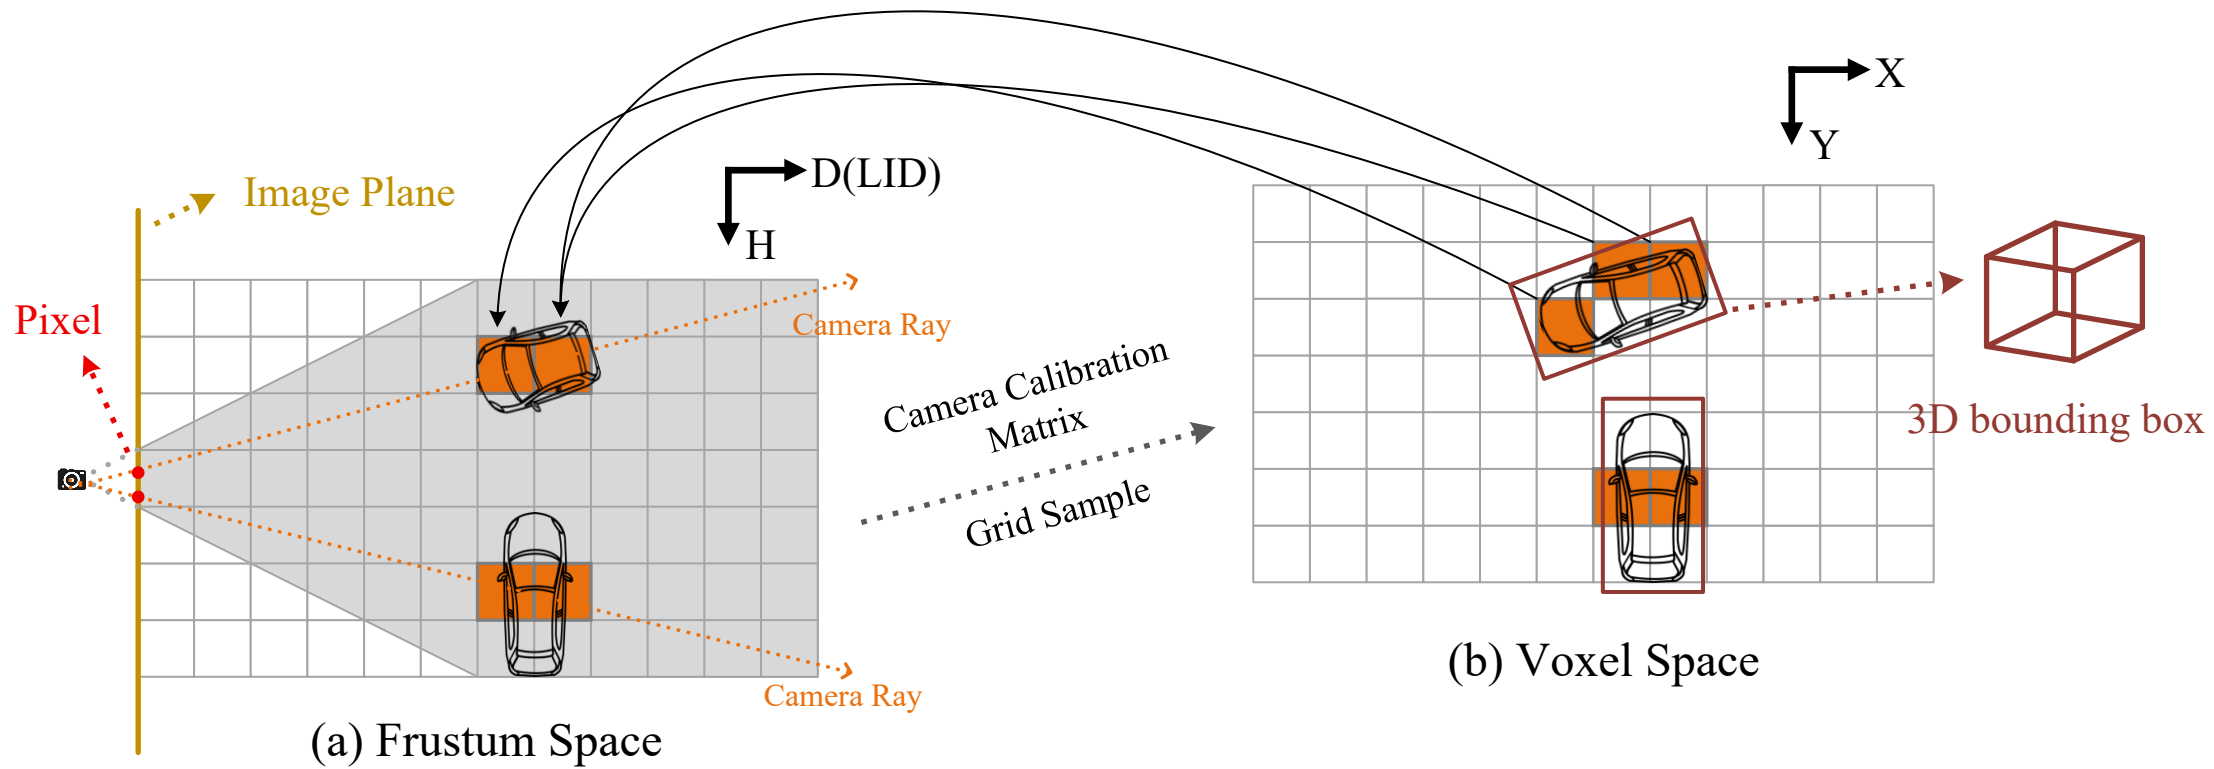 X
Y
D(LID)
H
Image Plane
Pixel
Camera Ray
Camera Calibration
Matrix
Grid Sample
3D bounding box
Camera Ray
(a) Frustum Space
(b) Voxel Space